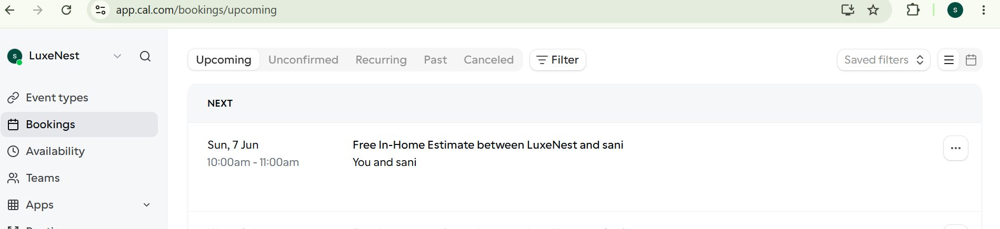 app.cal.com/bookings/upcoming
S
S
LuxeNest
Upcoming
Unconfirmed
Recurring
Past
Canceled
Filter
Saved filters
Event types
Bookings
Availability
Teams
Apps
NEXT
Sun, 7 Jun
Free In-Home Estimate between LuxeNest and sani
10:00am - 11:00am
You and sani